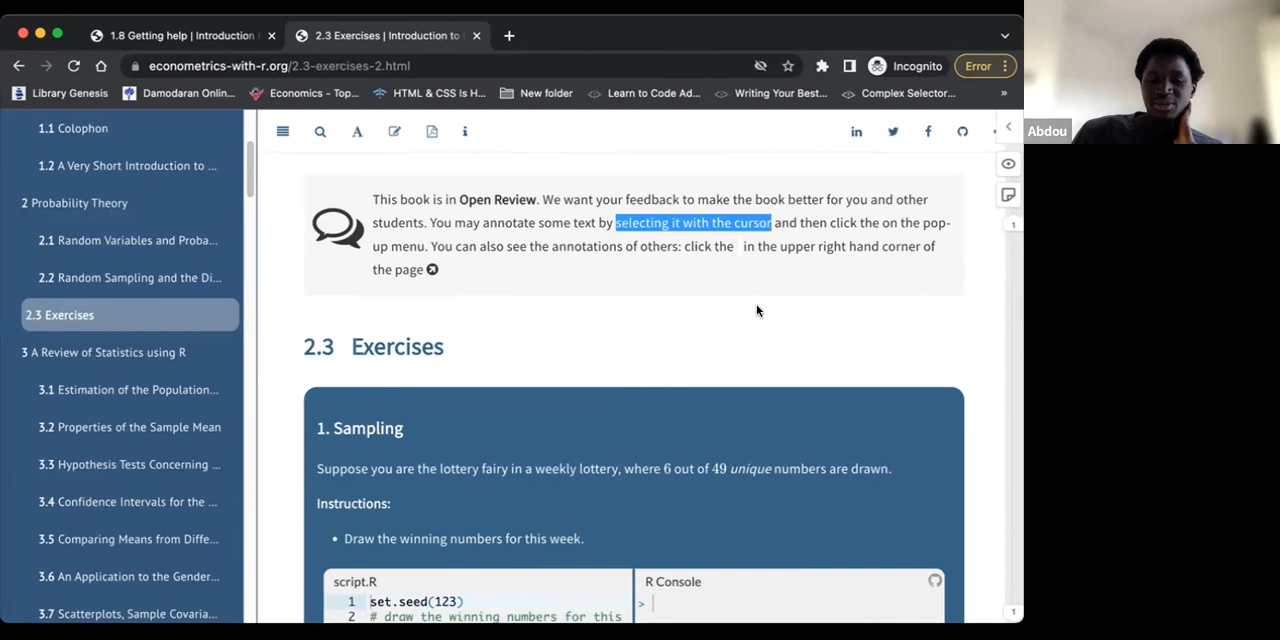 1.8 Getting help | Introduction
2.3 Exercises | Introduction to
econometrics-with-r.org/2.3-exercises-2.html
Incognito
Error
Library Genesis
Damodaran Onlin...
Economics - Top...
HTML & CSS Is H...
New folder
Learn to Code Ad...
Writing Your Best...
Complex Selector...
»
1.1 Colophon
1.2 A Very Short Introduction to ...
2 Probability Theory
2.1 Random Variables and Proba...
2.2 Random Sampling and the Di...
2.3 Exercises
3 A Review of Statistics using R
3.1 Estimation of the Population...
3.2 Properties of the Sample Mean
3.3 Hypothesis Tests Concerning ...
3.4 Confidence Intervals for the ...
3.5 Comparing Means from Diffe...
3.6 An Application to the Gender...
3.7 Scatterplots, Sample Covaria...
This book is in Open Review. We want your feedback to make the book better for you and other
students. You may annotate some text by selecting it with the cursor and then click the on the pop-
up menu. You can also see the annotations of others: click the in the upper right hand corner of
the page
2.3 Exercises
1. Sampling
Suppose you are the lottery fairy in a weekly lottery, where 6 out of 49 unique numbers are drawn.
Instructions:
• Draw the winning numbers for this week.
script.R
1 set.seed(123)
2 # draw the winning numbers for this
R Console
>
1
1
Abdou